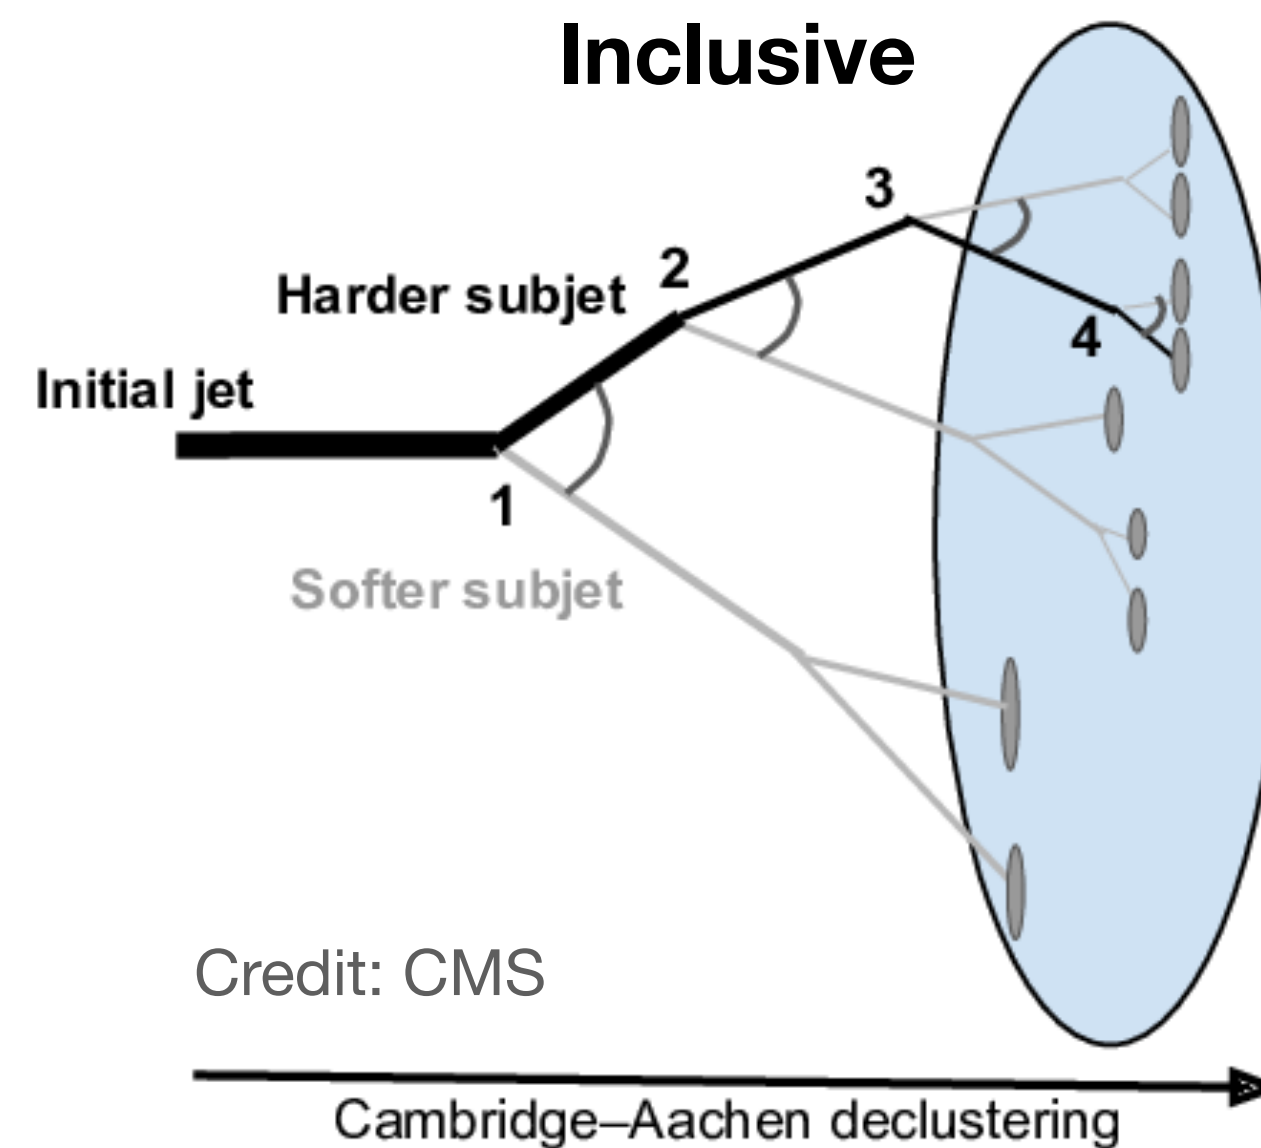 Inclusive
3
2
Harder subjet
4
Initial jet
1
Softer subjet
Credit: CMS
Cambridge–Aachen declustering